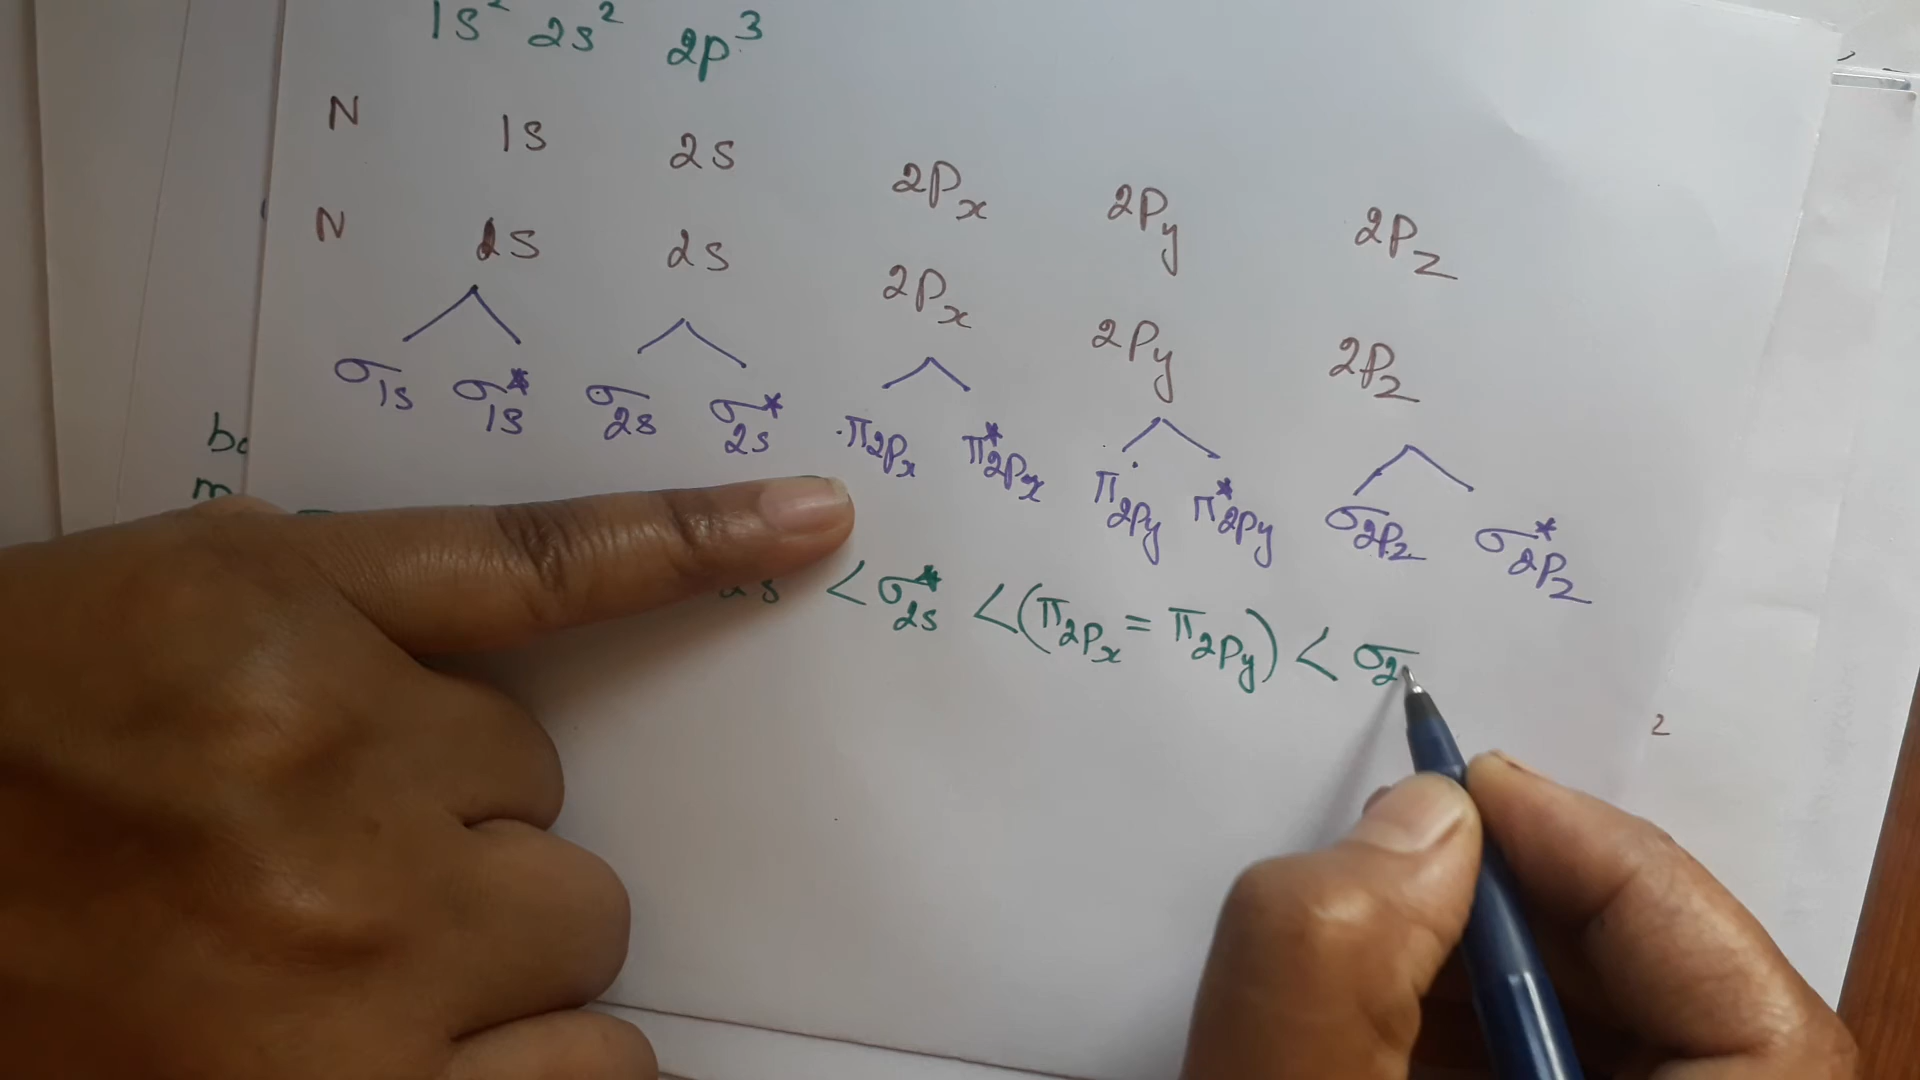 1s² 2s² 2p³
N 1s 2s 2Px 2Py 2Pz
N 1s 2s 2Px 2Py 2Pz
σ1s σ*1s σ2s σ*2s π2Px π*2Px π2Py π*2Py σ2Pz σ*2Pz
< σ*2s < (π2Px = π2Py) < σ2
2